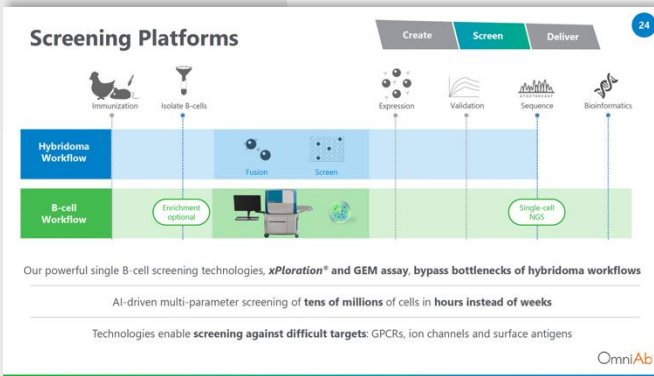 Screening Platforms
Create Screen Deliver
24
Immunization Isolate B-cells Expression Validation Sequence Bioinformatics
Hybridoma
Workflow
Fusion Screen
B-cell
Workflow
Enrichment
optional
Single-cell
NGS
Our powerful single B-cell screening technologies, xPloration® and GEM assay, bypass bottlenecks of hybridoma workflows
AI-driven multi-parameter screening of tens of millions of cells in hours instead of weeks
Technologies enable screening against difficult targets: GPCRs, ion channels and surface antigens
OmniAb